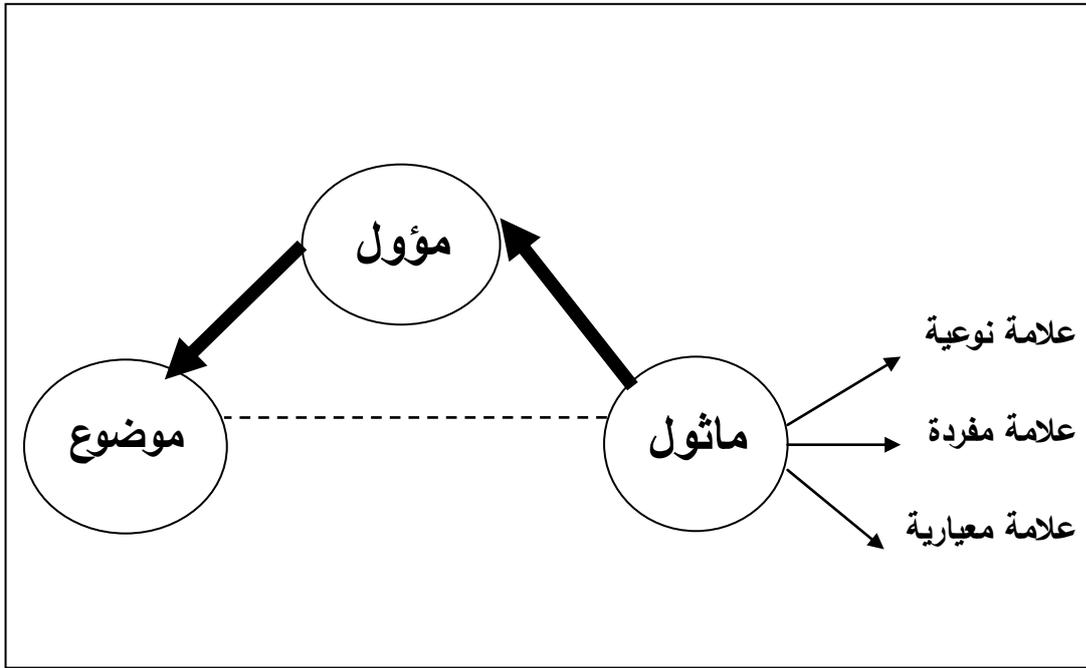 مؤول
علامة نوعية
علامة مفردة
ماثول
موضوع
علامة معيارية